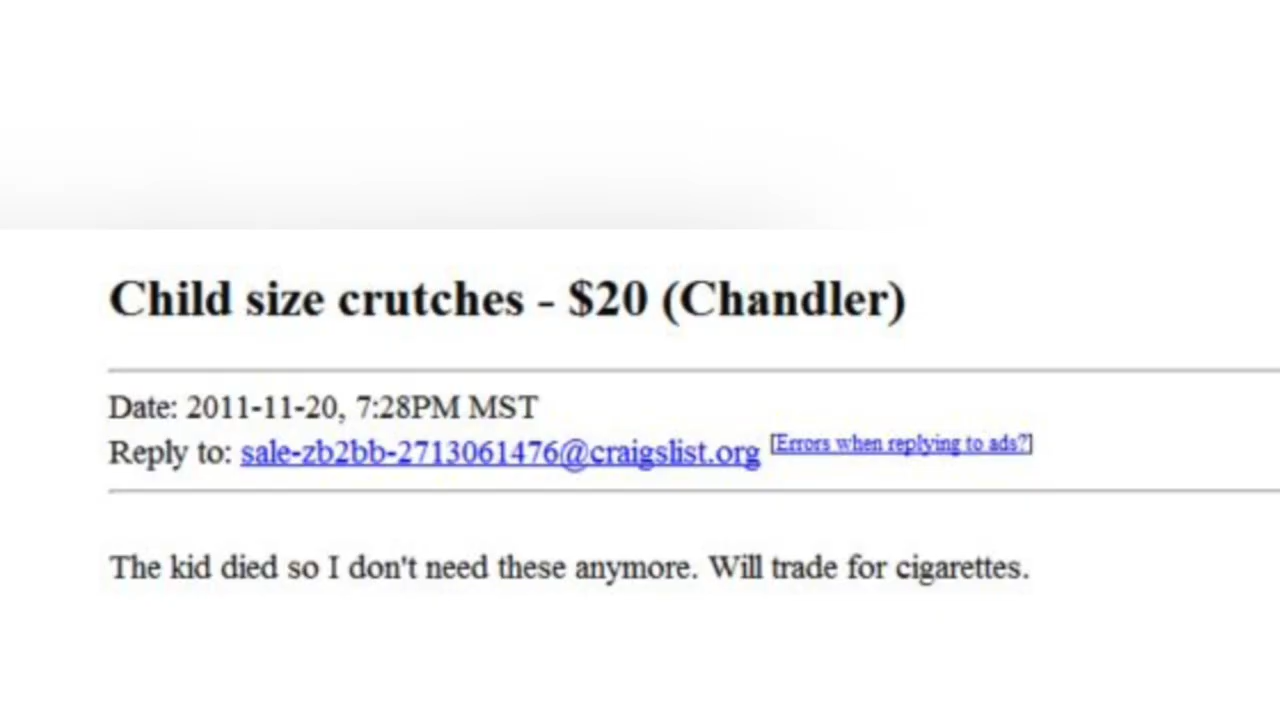 Child size crutches - $20 (Chandler)
Date: 2011-11-20, 7:28PM MST
Reply to: sale-zb2bb-2713061476@craigslist.org [Errors when replying to ads?]
The kid died so I don't need these anymore. Will trade for cigarettes.